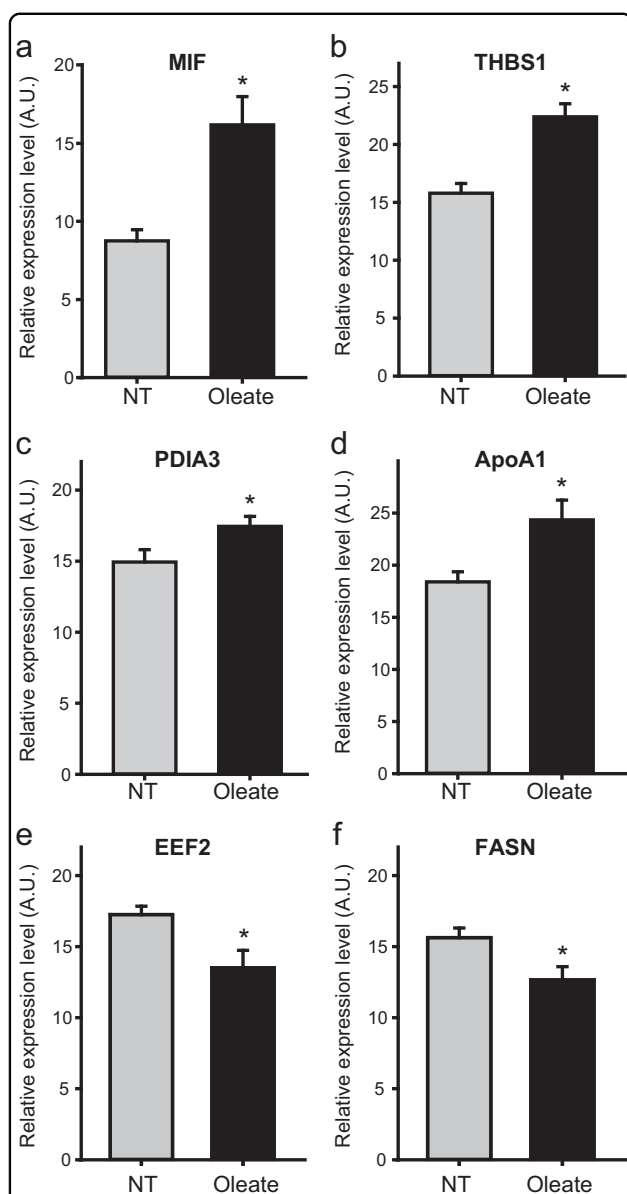 a
MIF
Relative expression level (A.U.)
20
15
10
5
0
*
NT Oleate
b
THBS1
Relative expression level (A.U.)
25
20
15
10
5
0
*
NT Oleate
c
PDIA3
Relative expression level (A.U.)
20
15
10
5
0
*
NT Oleate
d
ApoA1
Relative expression level (A.U.)
25
20
15
10
5
0
*
NT Oleate
e
EEF2
Relative expression level (A.U.)
20
15
10
5
0
*
NT Oleate
f
FASN
Relative expression level (A.U.)
20
15
10
5
0
*
NT Oleate